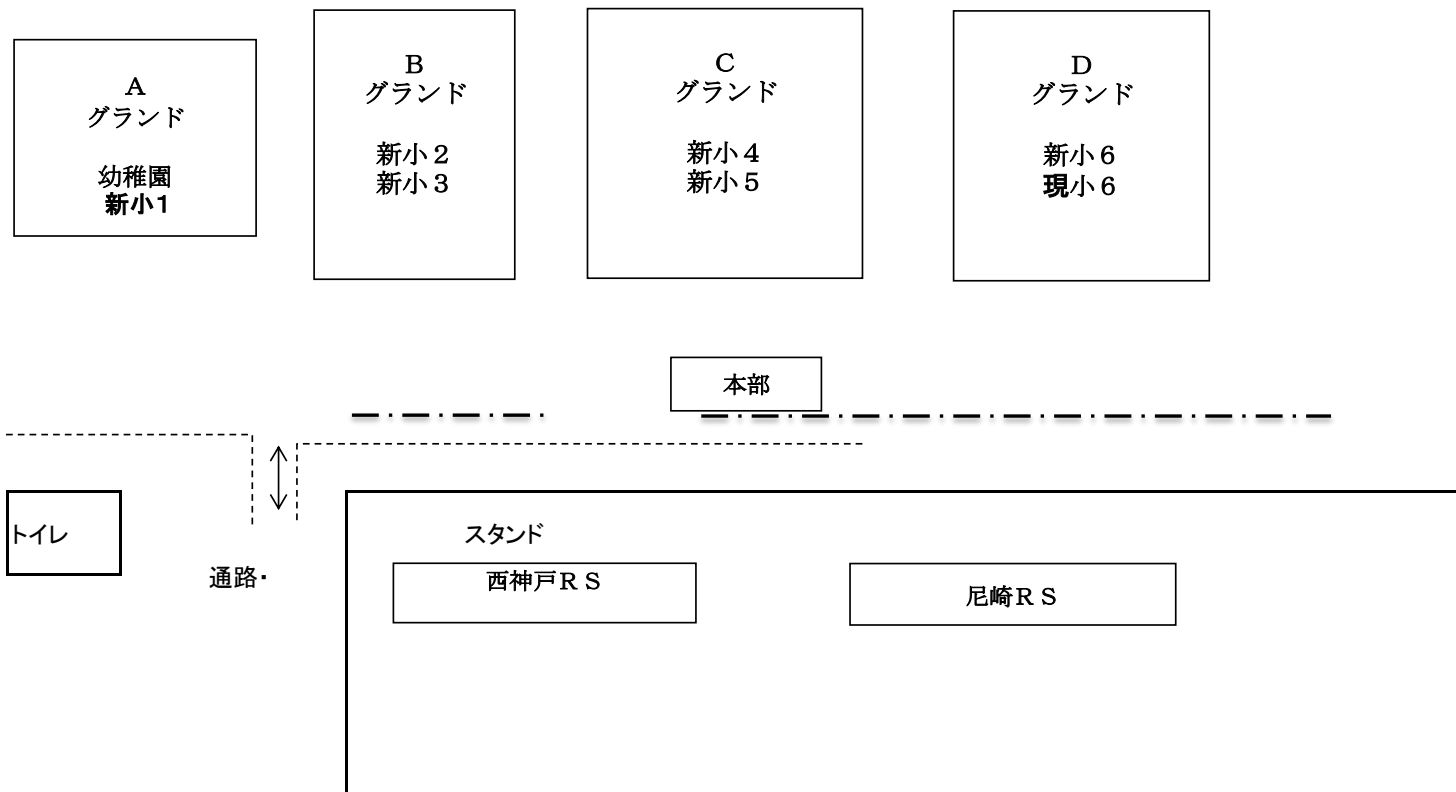 A
グランド
幼稚園
新小1
B
グランド
新小２
新小３
C
グランド
新小４
新小５
D
グランド
新小６
現小６
本部
トイレ
通路・
スタンド
西神戸ＲＳ
尼崎ＲＳ